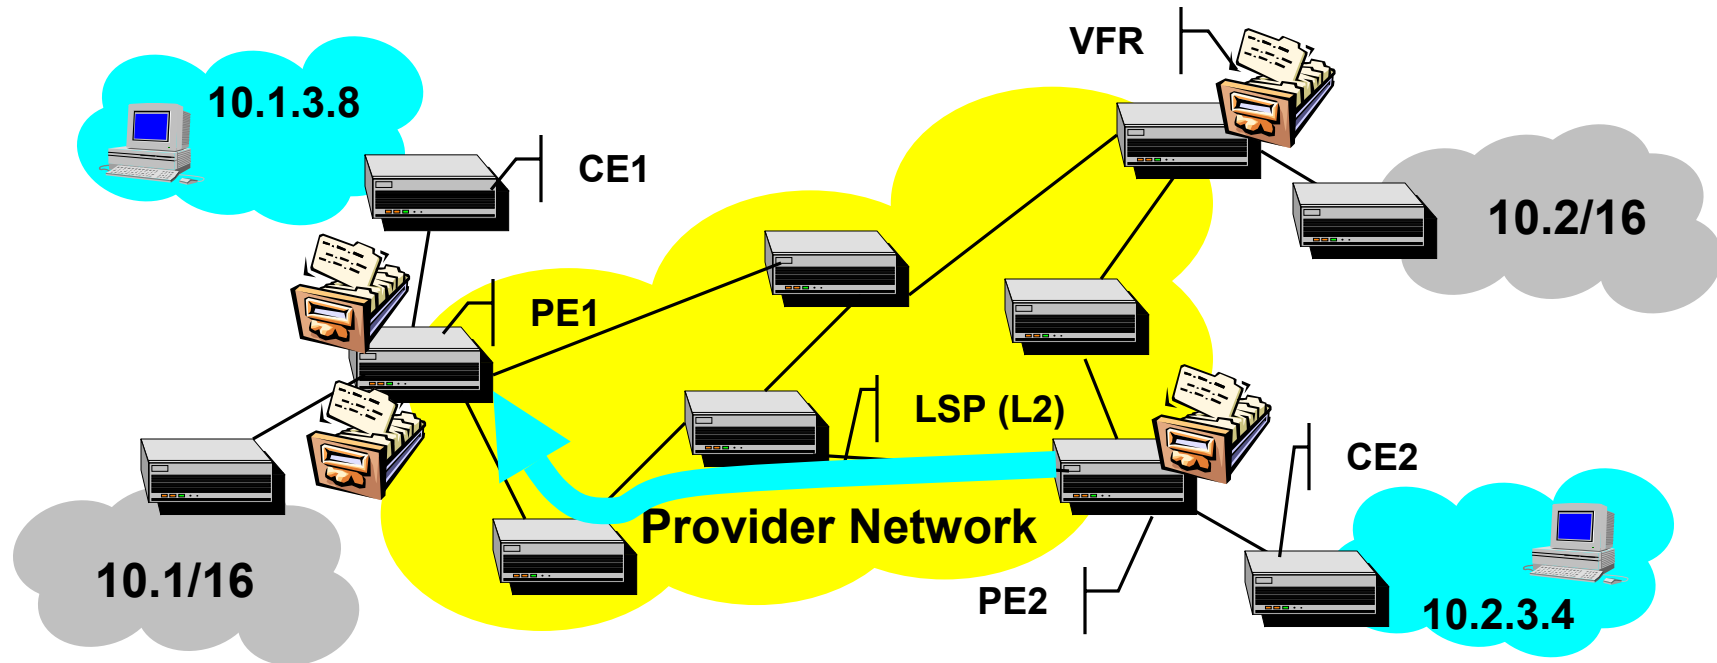 VFR
10.1.3.8
CE1
10.2/16
PE1
LSP (L2)
CE2
Provider Network
10.1/16
PE2
10.2.3.4